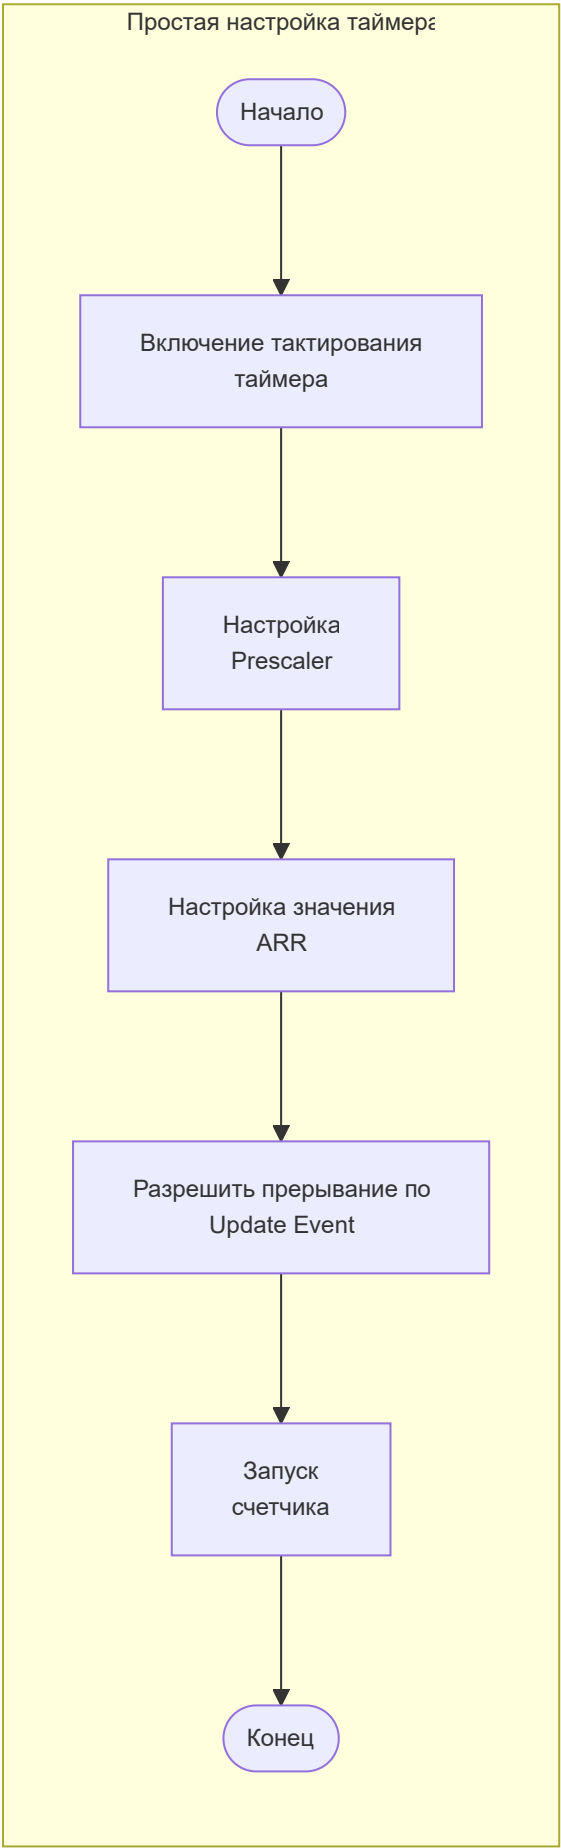 Простая настройка таймера
Начало
Включение тактирования
таймера
Настройка
Prescaler
Настройка значения
ARR
Разрешить прерывание по
Update Event
Запуск
счетчика
Конец